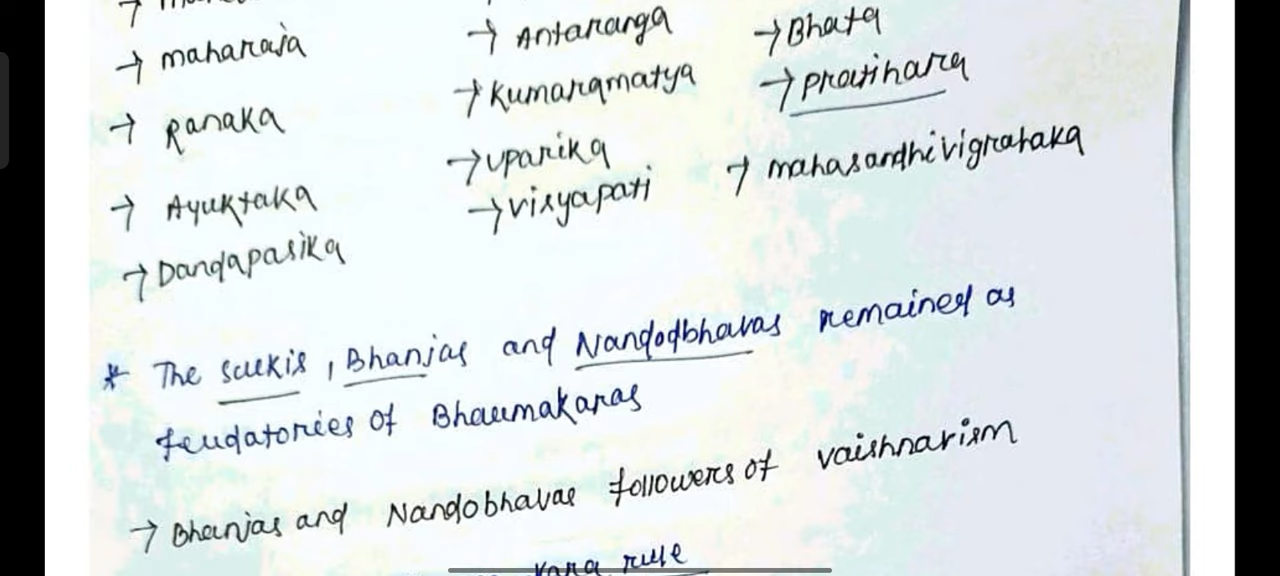 → maharaja
→ Ranaka
→ Ayuktaka
→ Dandapasika
→ Antaranga
→ Kumaramatya
→ uparika
→ visyapati
→ Bhata
→ pratihara
→ mahasandhivigrahaka
* The sulkis, Bhanjas and Nandodbhavas remained as
feudatories of Bhaumakaras
→ Bhanjas and Nandobhavas followers of vaishnavism
kara rule